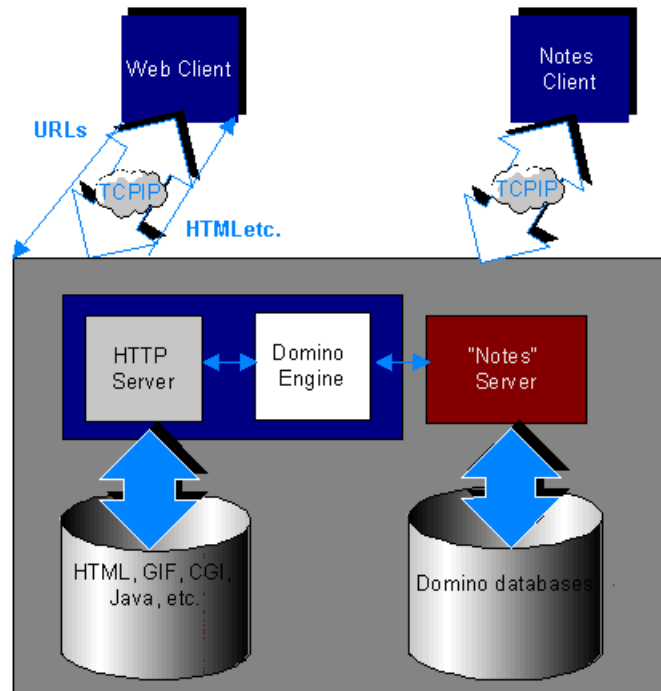 Web Client
Notes
Client
URLs
TCPIP
TCPIP
HTMLetc.
HTTP
Server
Domino
Engine
"Notes"
Server
HTML, GIF, CGI,
Java, etc.
Domino databases